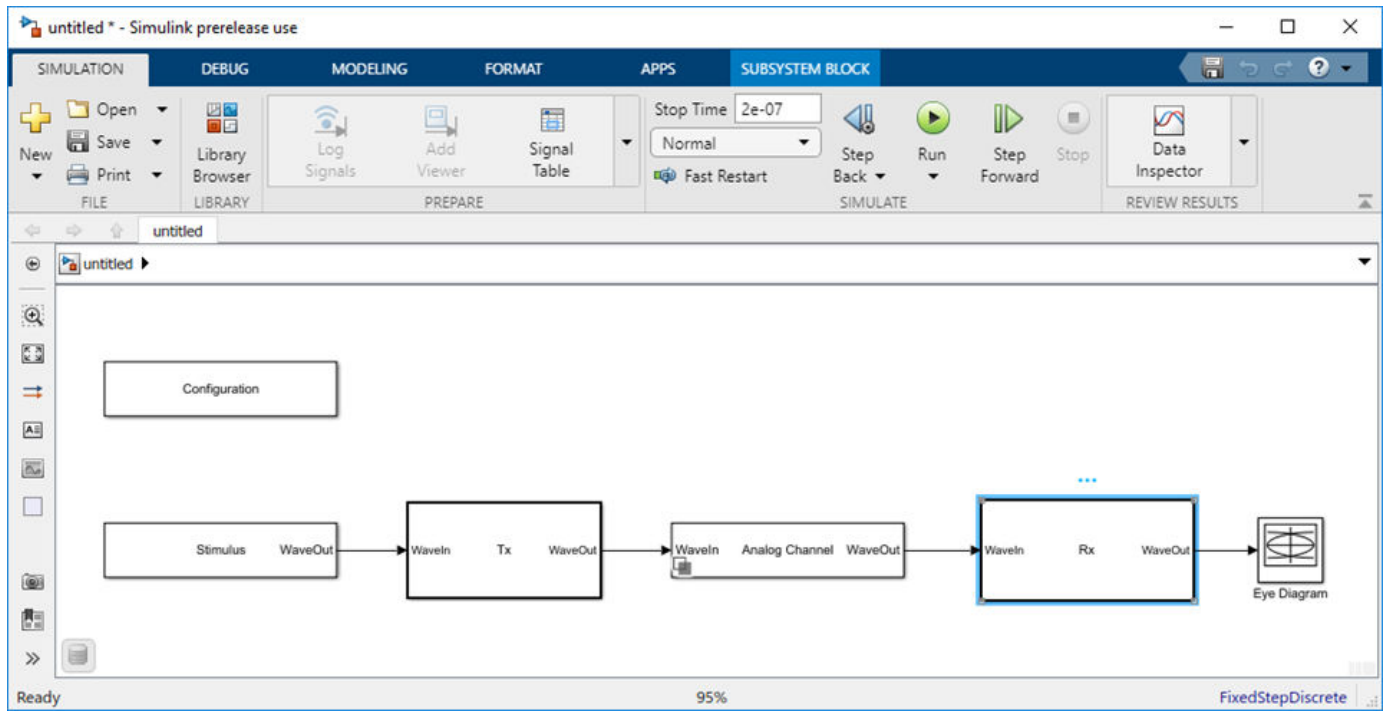 untitled * - Simulink prerelease use
SIMULATION DEBUG MODELING FORMAT APPS SUBSYSTEM BLOCK
New
Open
Save
Print
FILE
Library
Browser
LIBRARY
Log
Signals
Add
Viewer
Signal
Table
PREPARE
Stop Time 2e-07
Normal
Fast Restart
Step
Back
Run
Step
Forward
Stop
SIMULATE
Data
Inspector
REVIEW RESULTS
untitled
untitled
Configuration
Stimulus WaveOut
WaveIn Tx WaveOut
WaveIn Analog Channel WaveOut
WaveIn Rx WaveOut
Eye Diagram
Ready 95% FixedStepDiscrete